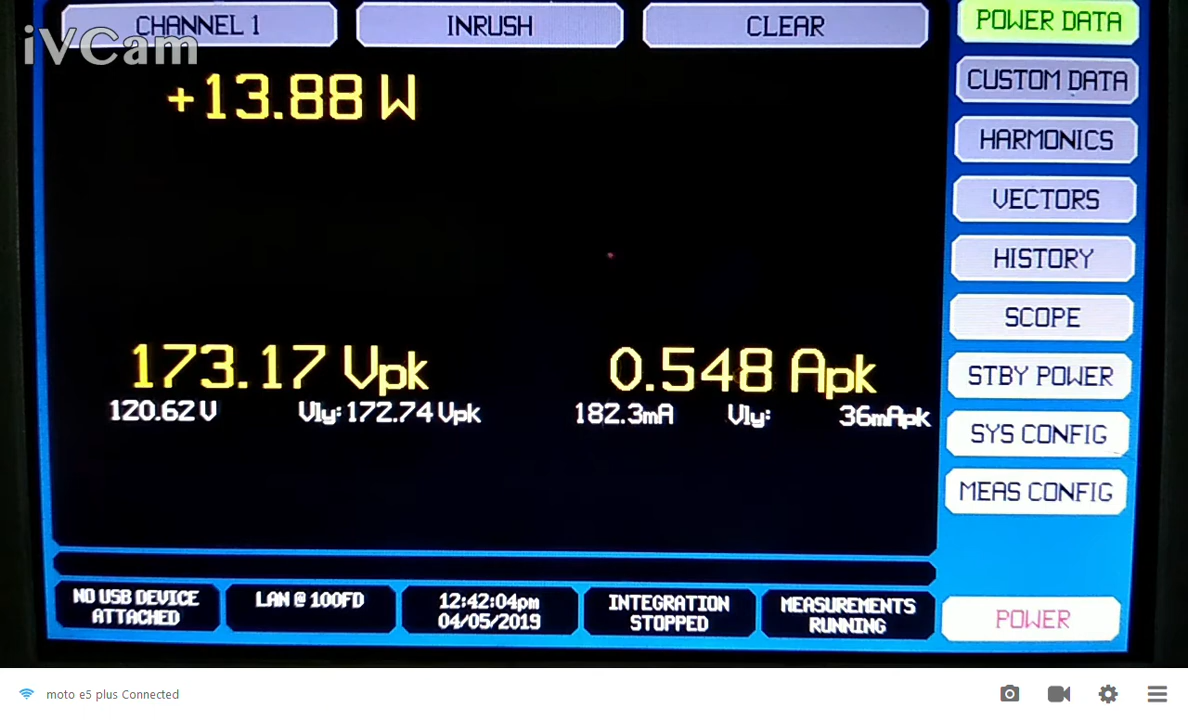 CHANNEL 1
INRUSH
CLEAR
POWER DATA
iVCam
+13.88 W
CUSTOM DATA
HARMONICS
VECTORS
HISTORY
SCOPE
173.17 Vpk
0.548 Apk
STBY POWER
120.62 V
Vly: 172.74 Vpk
182.3mA
Vly: 36mApk
SYS CONFIG
MEAS CONFIG
NO USB DEVICE
ATTACHED
LAN @ 100FD
12:42:04pm
04/05/2019
INTEGRATION
STOPPED
MEASUREMENTS
RUNNING
POWER
moto e5 plus Connected